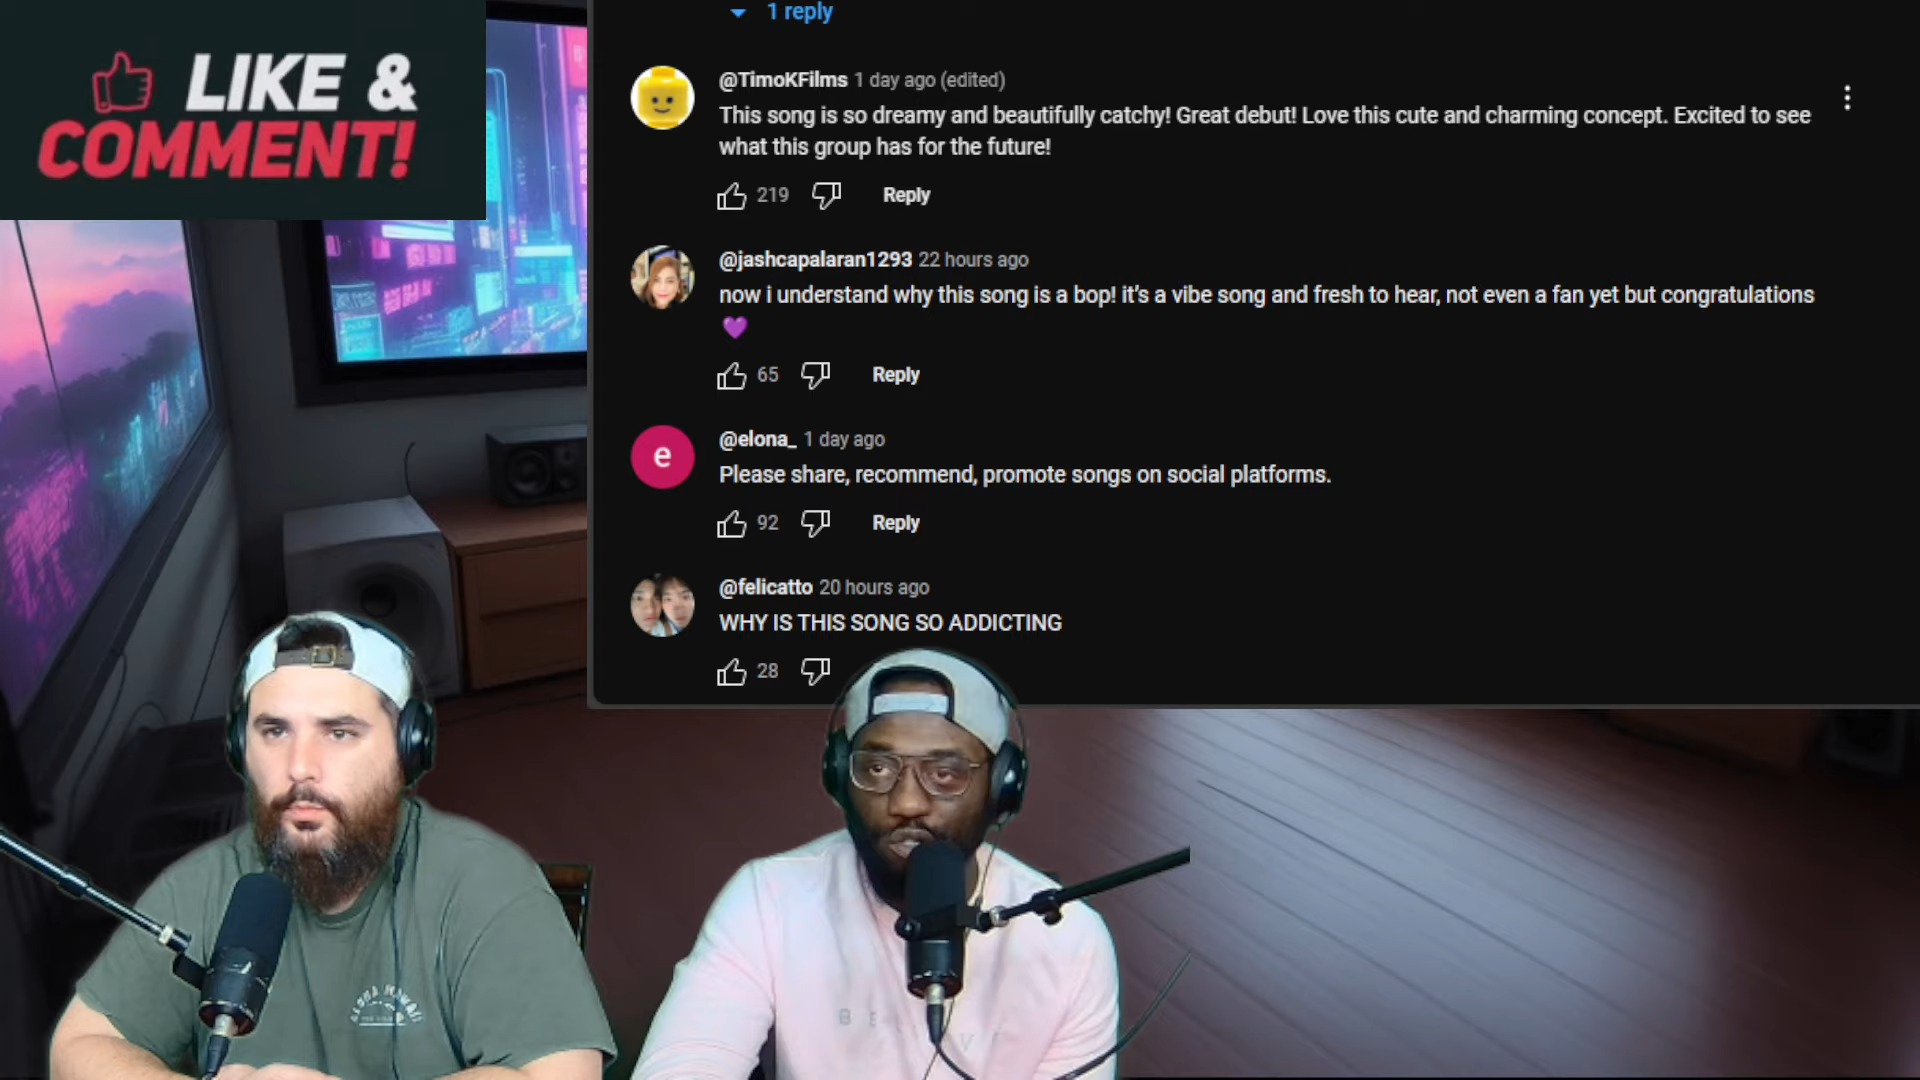 LIKE &
COMMENT!
1 reply
@TimoKFilms 1 day ago (edited)
This song is so dreamy and beautifully catchy! Great debut! Love this cute and charming concept. Excited to see
what this group has for the future!
219 Reply
@jashcapalaran1293 22 hours ago
now i understand why this song is a bop! it's a vibe song and fresh to hear, not even a fan yet but congratulations
💜
65 Reply
e
@elona_ 1 day ago
Please share, recommend, promote songs on social platforms.
92 Reply
@felicatto 20 hours ago
WHY IS THIS SONG SO ADDICTING
28